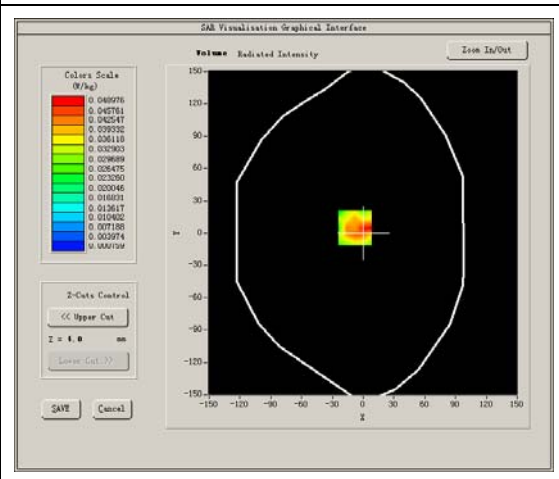 SAR Visualisation Graphical Interface
Volume Radiated Intensity
Zoom In/Out
Colors Scale
(W/kg)
0.048976
0.045761
0.042547
0.039332
0.036118
0.032903
0.029689
0.026475
0.023260
0.020046
0.016831
0.013617
0.010402
0.007188
0.003974
0.000759
Z-Cuts Control
<< Upper Cut
Z = 4.0 mm
Lower Cut >>
SAVE Cancel
150
120
90
60
30
0
-30
-60
-90
-120
-150
Y
-150 -120 -90 -60 -30 0 30 60 90 120 150
X